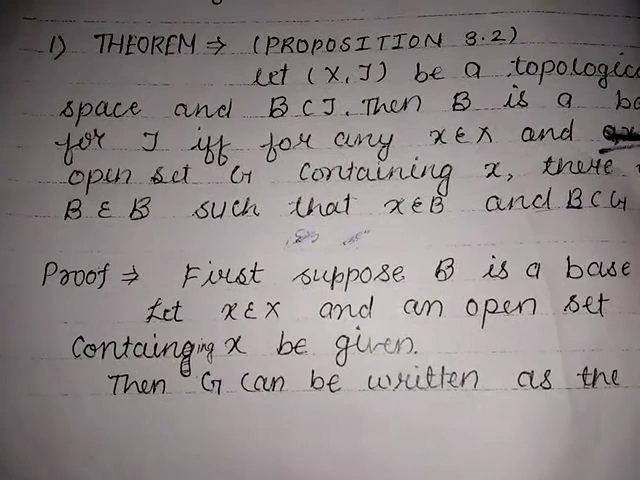 1) THEOREM ⇒ (PROPOSITION 3.2)
Let (X, J) be a topologica
space and B ⊂ J. Then B is a ba
for J iff for any x ∈ X and
open set G containing x, there
B ∈ B such that x ∈ B and B ⊂ G
Proof ⇒ First suppose B is a base
Let x ∈ X and an open set
Containging x be given.
Then G can be written as the